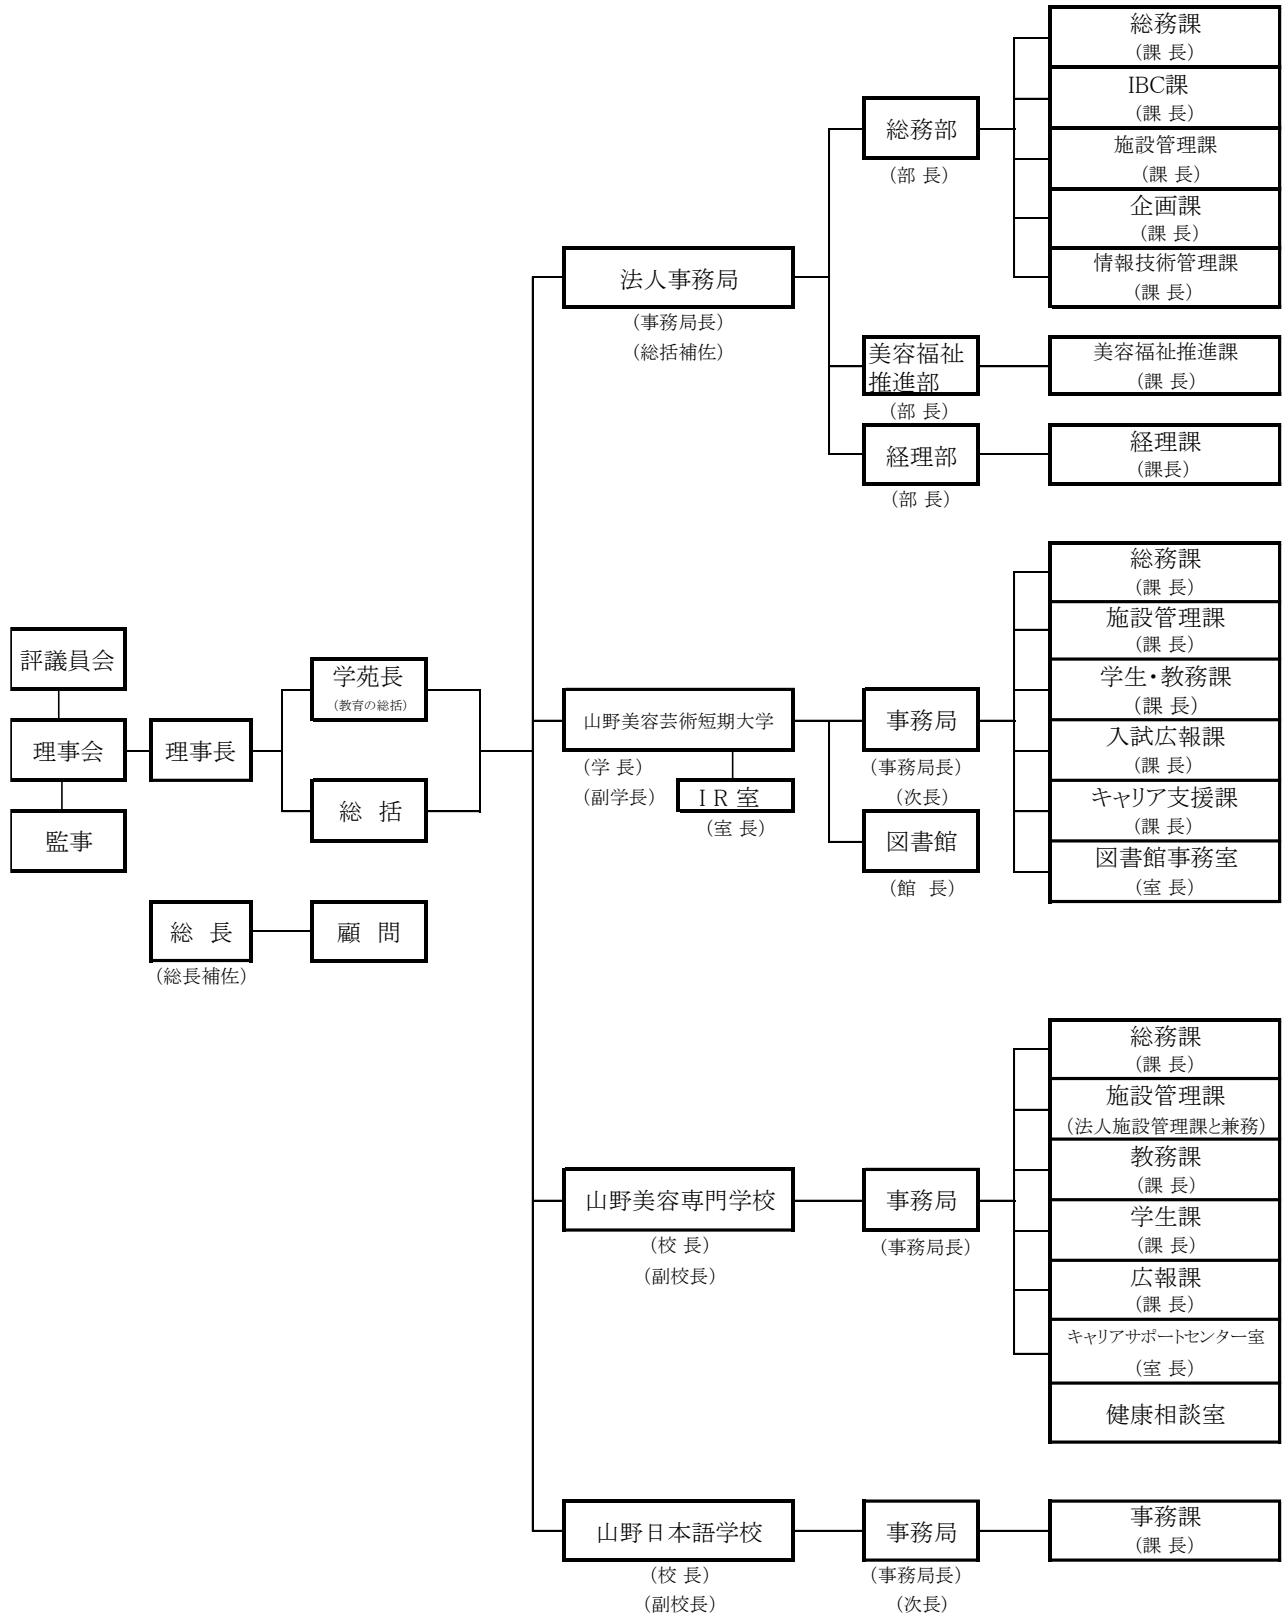 評議員会
理事会
監事
理事長
学苑長
(教育の総括)
総 括
総 長
(総長補佐)
顧 問
法人事務局
(事務局長)
(総括補佐)
総務部
(部 長)
総務課
(課 長)
IBC課
(課 長)
施設管理課
(課 長)
企画課
(課 長)
情報技術管理課
(課 長)
美容福祉
推進部
(部 長)
美容福祉推進課
(課 長)
経理部
(部 長)
経理課
(課長)
山野美容芸術短期大学
(学 長)
(副学長)
IR室
(室 長)
事務局
(事務局長)
(次長)
図書館
(館 長)
総務課
(課 長)
施設管理課
(課 長)
学生・教務課
(課 長)
入試広報課
(課 長)
キャリア支援課
(課 長)
図書館事務室
(室 長)
山野美容専門学校
(校 長)
(副校長)
事務局
(事務局長)
総務課
(課 長)
施設管理課
(法人施設管理課と兼務)
教務課
(課 長)
学生課
(課 長)
広報課
(課 長)
キャリアサポートセンター室
(室 長)
健康相談室
山野日本語学校
(校 長)
(副校長)
事務局
(事務局長)
(次長)
事務課
(課 長)